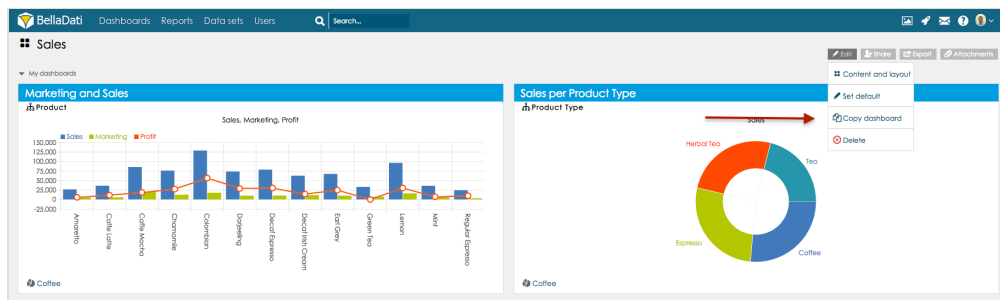 BellaDati Dashboards Reports Data sets Users Search...
Sales
Edit Share Export Attachments
My dashboards
Content and layout
Set default
Copy dashboard
Delete
Marketing and Sales
Product
Sales, Marketing, Profit
Sales Marketing Profit
150,000
125,000
100,000
75,000
50,000
25,000
0
-25,000
Amaretto
Caffe Latte
Caffe Mocha
Chamomile
Colombian
Darjeeling
Decaf Espresso
Decaf Irish Cream
Earl Grey
Green Tea
Lemon
Mint
Regular Espresso
Coffee
Sales per Product Type
Product Type
Sales
Herbal Tea
Tea
Espresso
Coffee
Coffee